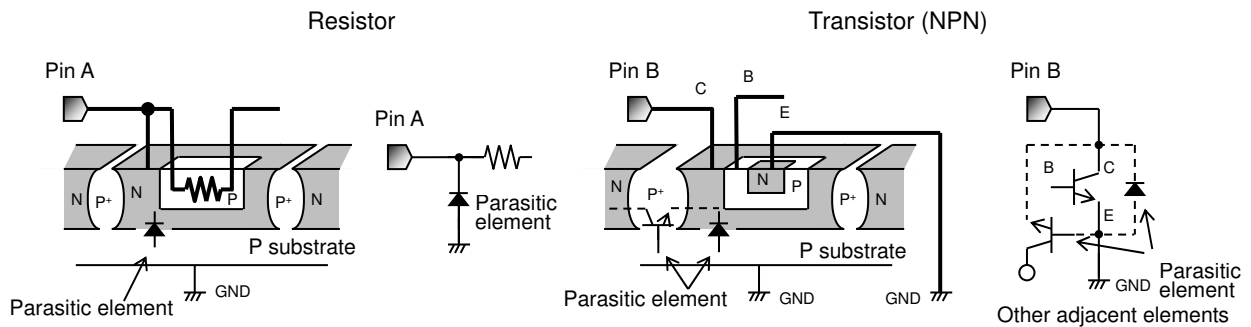 Resistor
Transistor (NPN)
Pin A
Pin B
C
B
E
Pin B
Pin A
B
C
E
N
P+
N
P
P+
N
N
P+
N
N
P
P+
N
Parasitic
element
P substrate
P substrate
GND
GND
GND
GND
Parasitic element
Parasitic element
Parasitic
element
Other adjacent elements